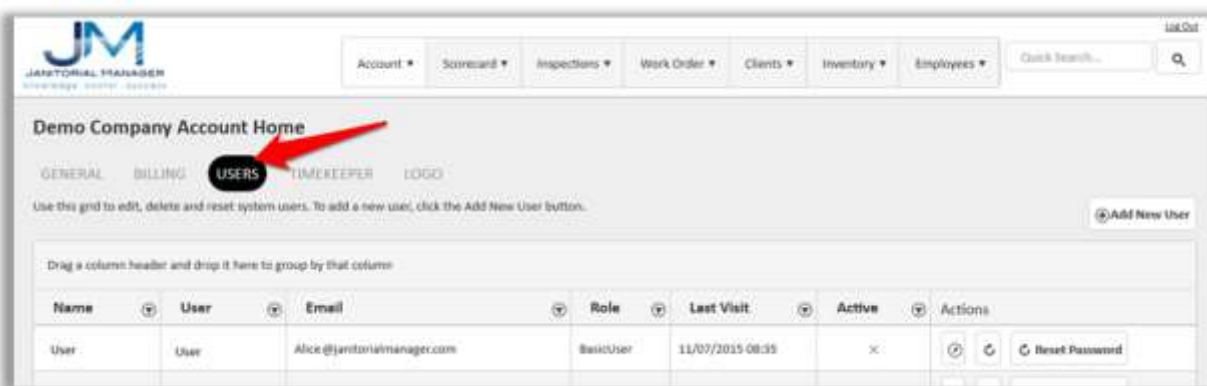 Log Out
JM
JANITORIAL MANAGER
Account Scorecard Inspections Work Order Clients Inventory Employees Quick Search...
Demo Company Account Home
GENERAL BILLING USERS TIMEKEEPER LOGO
Use this grid to edit, delete and reset system users. To add a new user, click the Add New User button.
Add New User
Drag a column header and drop it here to group by that column
Name User Email Role Last Visit Active Actions
User User Alice@janitorialmanager.com BasicUser 11/07/2015 08:35 Reset Password